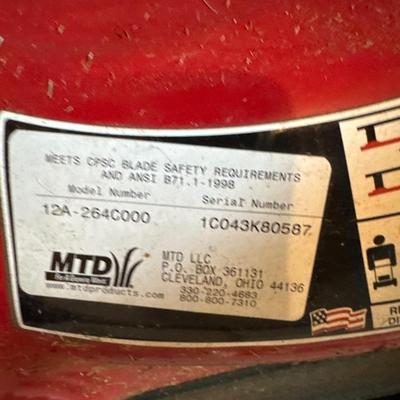 MEETS CPSC BLADE SAFETY REQUIREMENTS
AND ANSI B71.1-1998
Model Number Serial Number
12A-264C000 1C043K80587
MTD
MTD LLC
P.O. BOX 361131
CLEVELAND, OHIO 44136
www.mtdproducts.com
330-220-4683
800-800-7310
R
DI